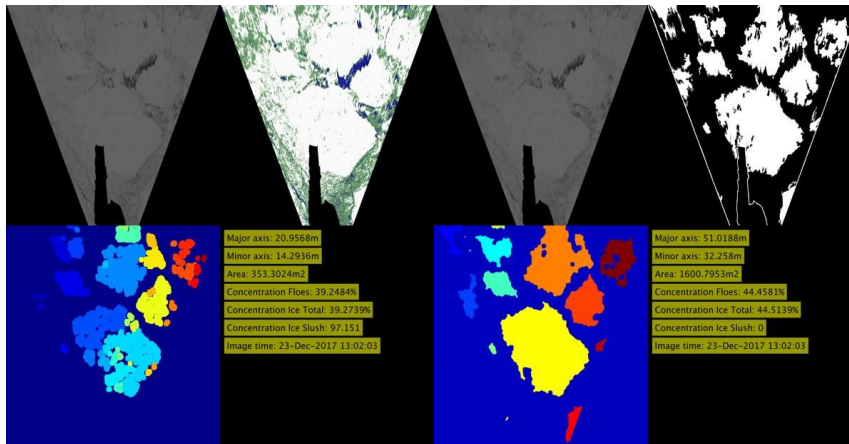 Major axis: 20.9568m
Minor axis: 14.2936m
Area: 353.3024m2
Concentration Floes: 39.2484%
Concentration Ice Total: 39.2739%
Concentration Ice Slush: 97.151
Image time: 23-Dec-2017 13:02:03
Major axis: 51.0188m
Minor axis: 32.258m
Area: 1600.7953m2
Concentration Floes: 44.4581%
Concentration Ice Total: 44.5139%
Concentration Ice Slush: 0
Image time: 23-Dec-2017 13:02:03